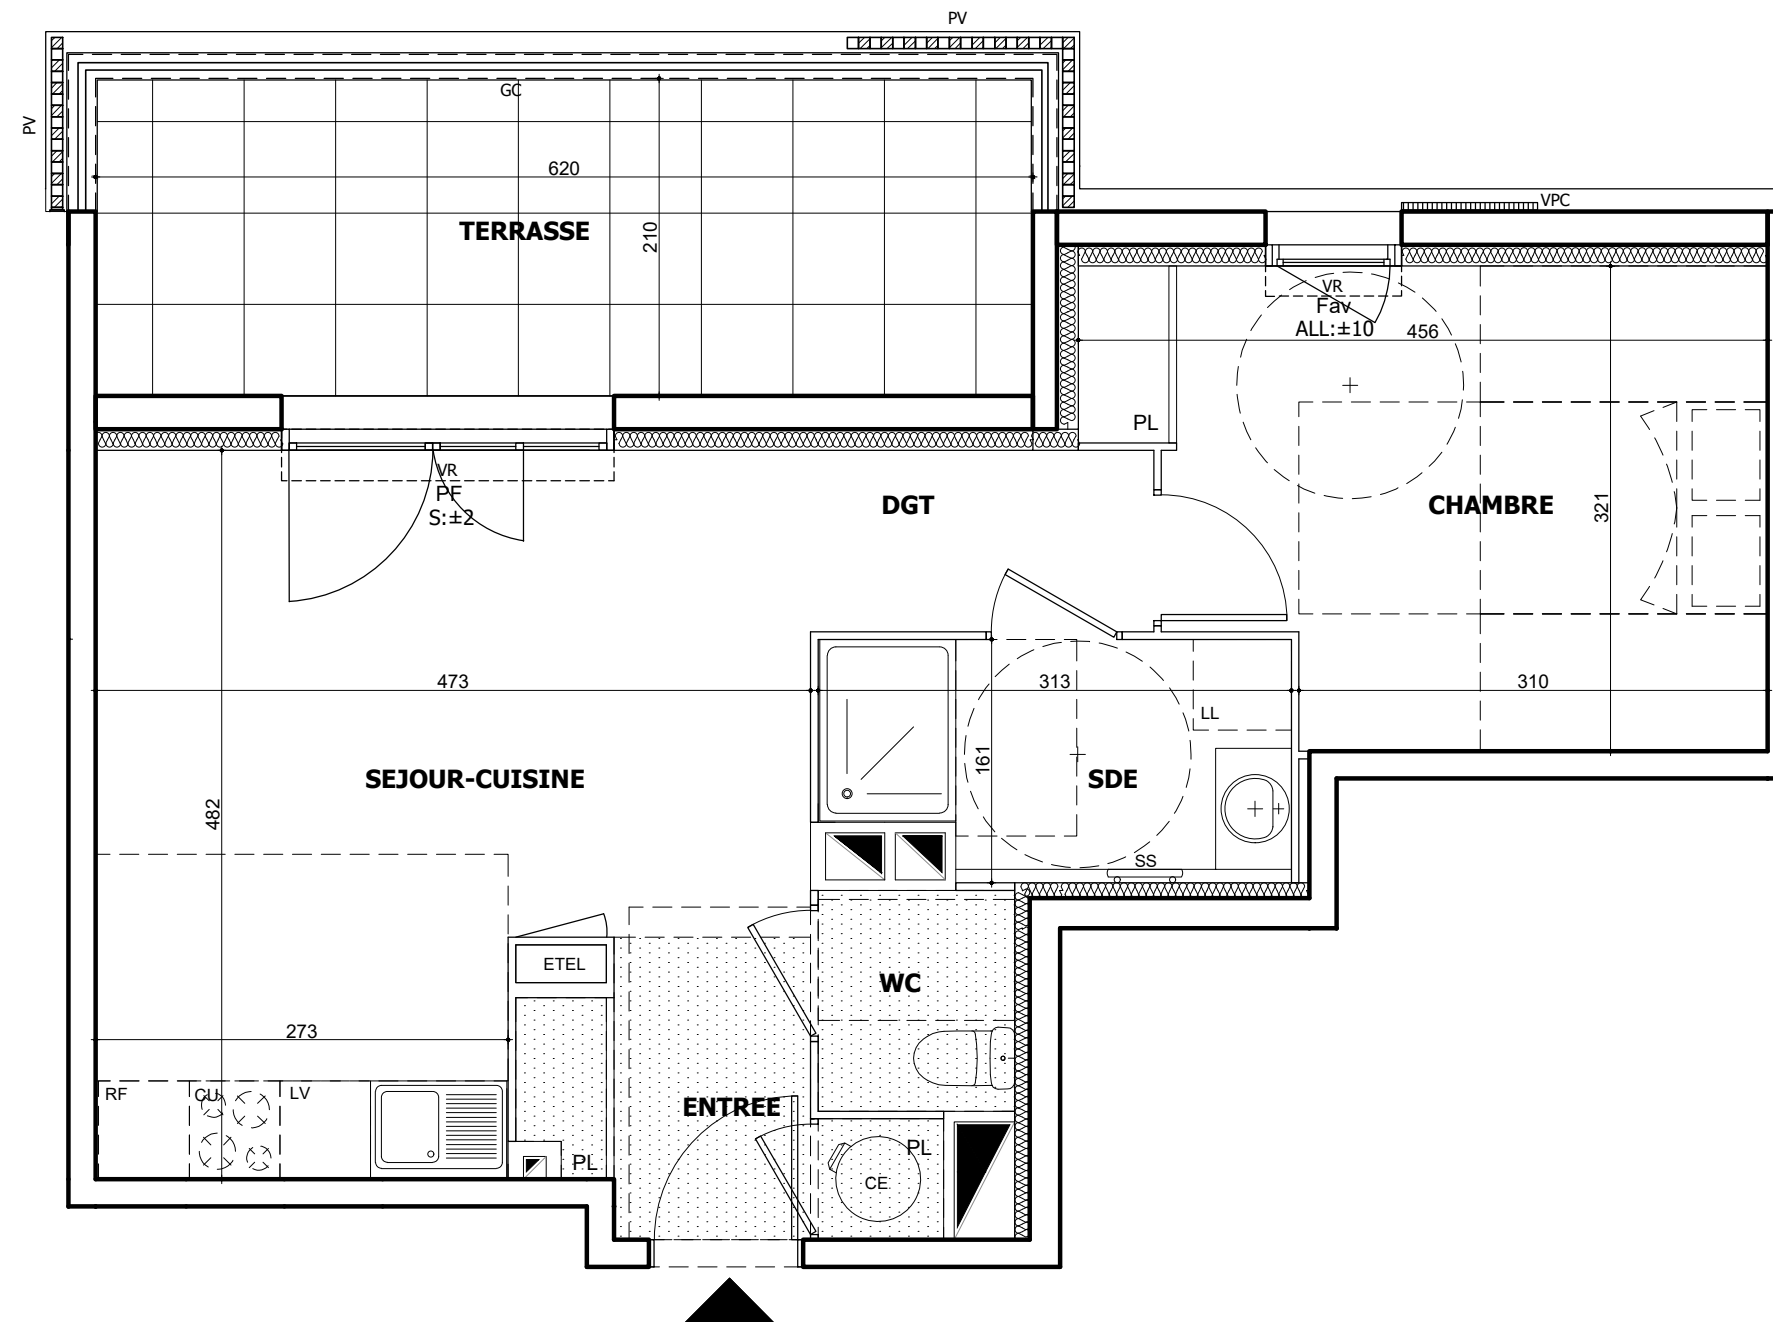 PV
PV
GC
620
TERRASSE
210
VPC
VR
Fav
ALL:±10
456
PL
VR
PF
S:±2
DGT
CHAMBRE
321
473
313
310
LL
161
SEJOUR-CUISINE
SDE
482
SS
ETEL
WC
273
RF
CU
LV
ENTREE
PL
PL
CE